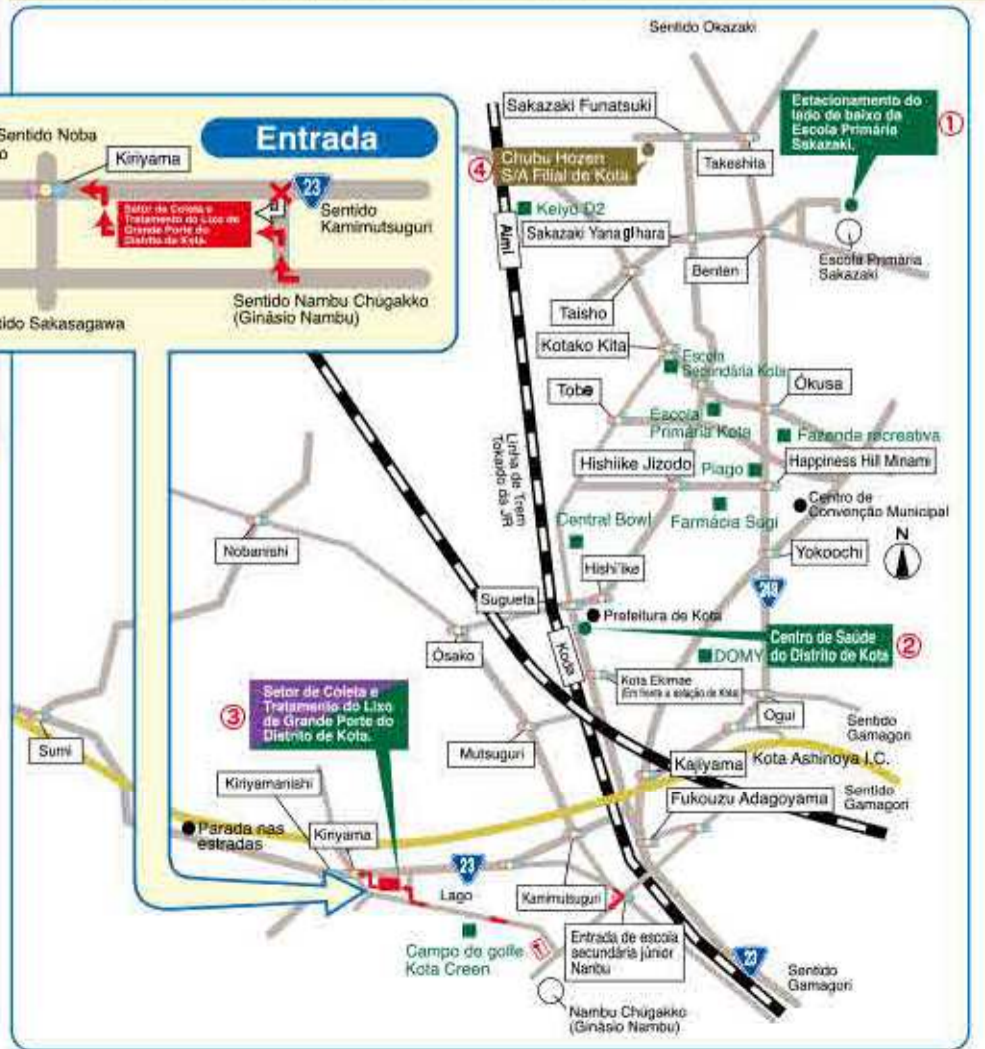 Sentido Okazaki
Sakazaki Funatsuki
Estacionamento do
lado de baixo da
Escola Primária
Sakazaki.
①
Takeshita
④
Chubu Hozen
S/A Filial de Kota
Keiyo D2
Aimi
Sakazaki Yanagihara
Benten
Escola Primária
Sakazaki
Entrada
Sentido Noba
o
Kiriyama
23
Sentido
Kamimutsuguri
Setor de Coleta e
Tratamento do Lixo de
Grande Porte do
Distrito de Kota.
Sentido Nambu Chūgakko
(Ginásio Nambu)
tido Sakasagawa
Taisho
Kotako Kita
Escola
Secundária Kota
Tobe
Ōkusa
Escola
Primária Kota
Fazenda recreativa
Linha de Trem
Tokaido da JR
Hishiike Jizodo
Piago
Happiness Hill Minami
Central Bowl
Farmácia Sugi
Centro de
Convenção Municipal
N
Nobanishi
Hishiike
Yokoochi
248
Sugueta
Prefeitura de Kota
Ōsako
Koda
Centro de Saúde
do Distrito de Kota
②
DOMY
Kota Ekimae
(Em frente a estação de Kota)
③
Setor de Coleta e
Tratamento do Lixo
de Grande Porte do
Distrito de Kota.
Ogui
Sentido
Gamagori
Sumi
Mutsuguri
Kajiyama
Kota Ashinoya I.C.
Kiriyamanishi
Fukouzu Adagoyama
Sentido
Gamagori
Parada nas
estradas
Kiriyama
23
Lago
Kamimutsuguri
Campo de golfe
Kota Creen
Entrada de escola
secundária júnior
Nanbu
23
Sentido
Gamagori
Nambu Chūgakko
(Ginásio Nambu)